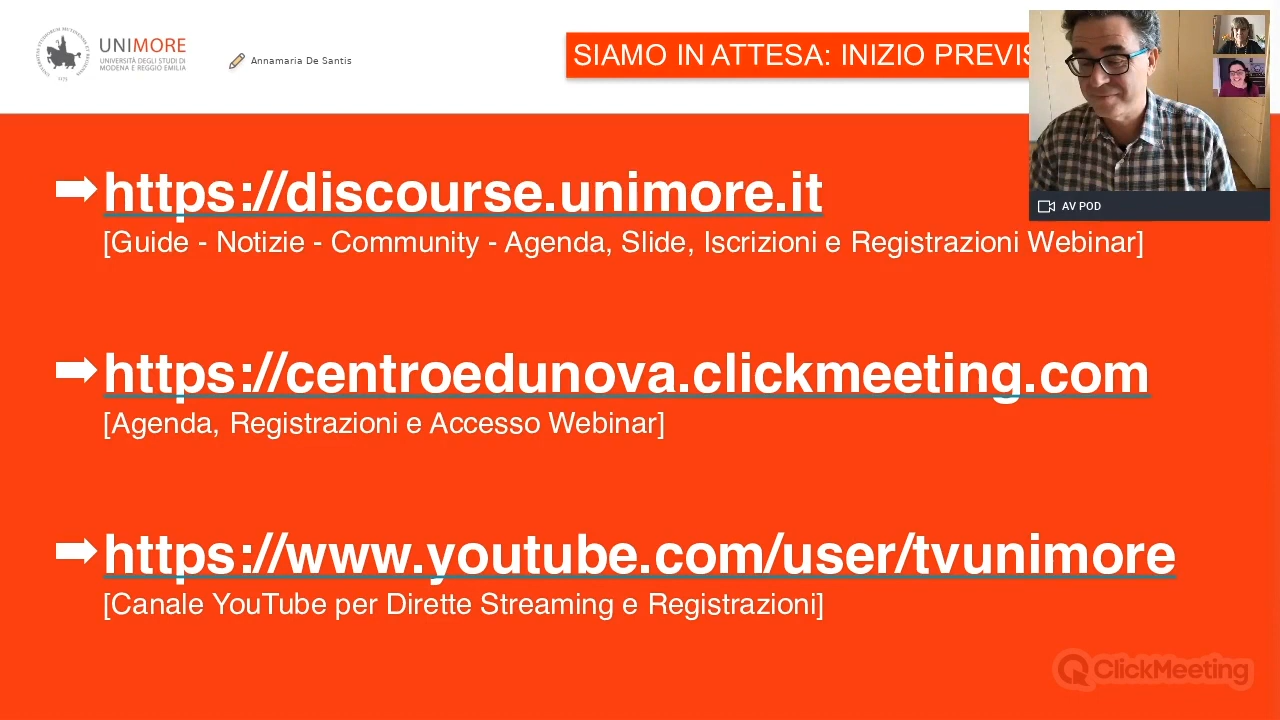 UNIMORE
UNIVERSITÀ DEGLI STUDI DI
MODENA E REGGIO EMILIA
1175
Annamaria De Santis
SIAMO IN ATTESA: INIZIO PREVIS
AV POD
https://discourse.unimore.it
[Guide - Notizie - Community - Agenda, Slide, Iscrizioni e Registrazioni Webinar]
https://centroedunova.clickmeeting.com
[Agenda, Registrazioni e Accesso Webinar]
https://www.youtube.com/user/tvunimore
[Canale YouTube per Dirette Streaming e Registrazioni]
ClickMeeting